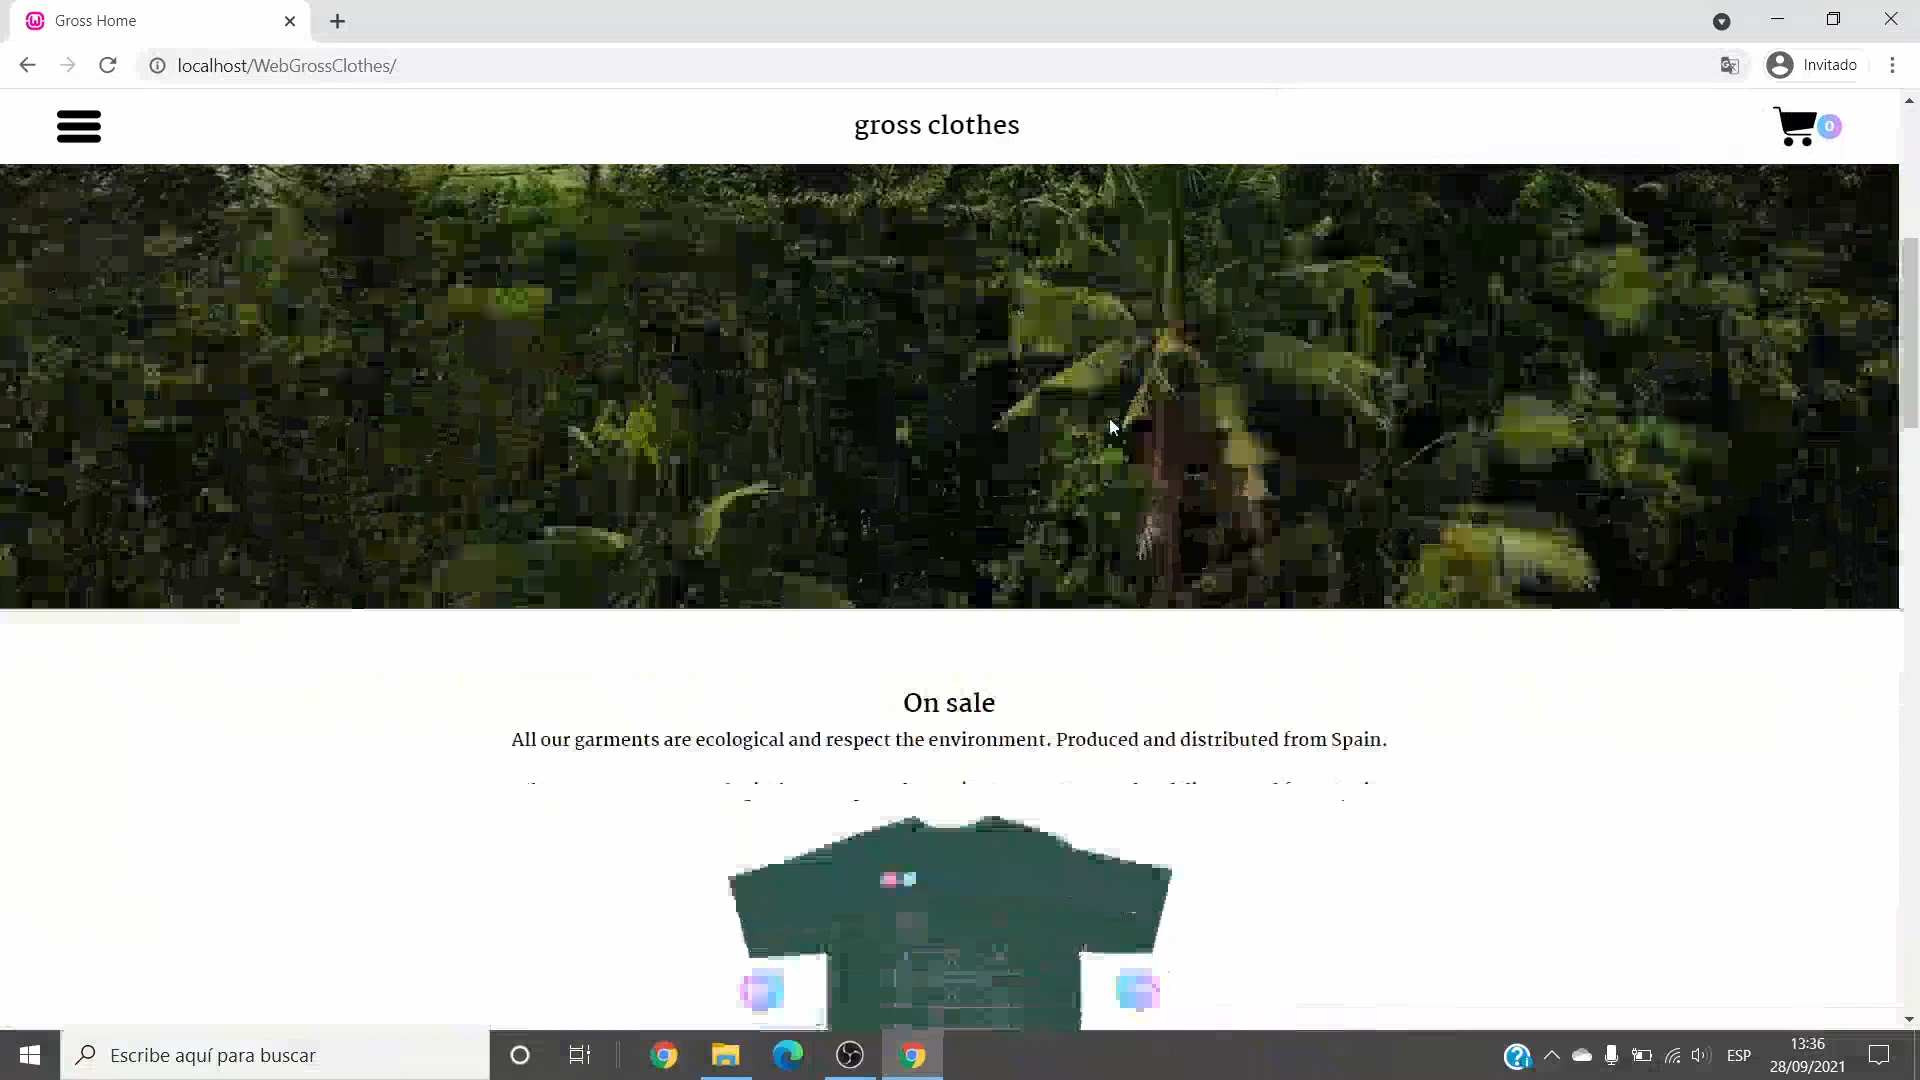 Gross Home
localhost/WebGrossClothes/
Invitado
gross clothes
0
On sale
All our garments are ecological and respect the environment. Produced and distributed from Spain.
Escribe aquí para buscar
ESP
13:36
28/09/2021